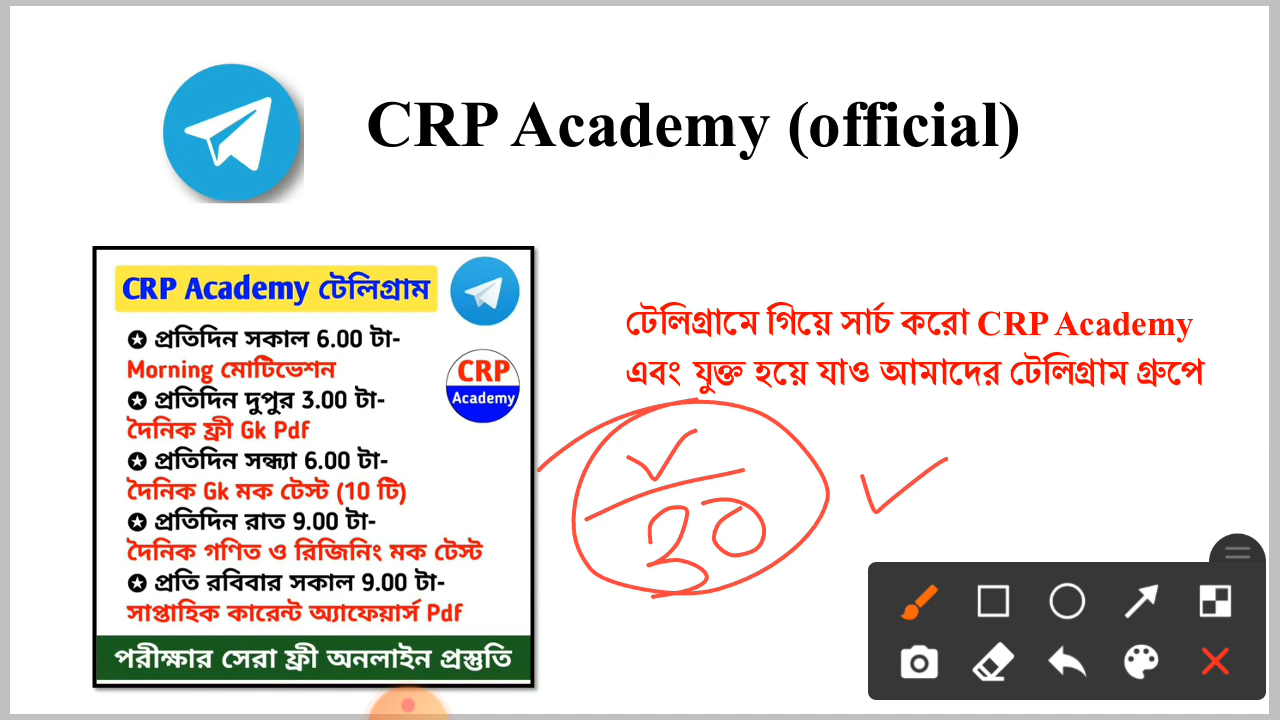 CRP Academy (official)
CRP Academy টেলিগ্রাম
✪ প্রতিদিন সকাল 6.00 টা-
Morning মোটিভেশন
✪ প্রতিদিন দুপুর 3.00 টা-
দৈনিক ফ্রী Gk Pdf
✪ প্রতিদিন সন্ধ্যা 6.00 টা-
দৈনিক Gk মক টেস্ট (10 টি)
✪ প্রতিদিন রাত 9.00 টা-
দৈনিক গণিত ও রিজিনিং মক টেস্ট
✪ প্রতি রবিবার সকাল 9.00 টা-
সাপ্তাহিক কারেন্ট অ্যাফেয়ার্স Pdf
পরীক্ষার সেরা ফ্রী অনলাইন প্রস্তুতি
CRP
Academy
টেলিগ্রামে গিয়ে সার্চ করো CRP Academy
এবং যুক্ত হয়ে যাও আমাদের টেলিগ্রাম গ্রুপে